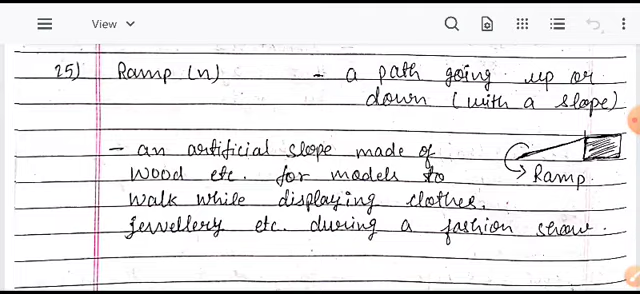 View
25) Ramp (n) - a path going up or
down (with a slope)
- an artificial slope made of
wood etc. for models to
Ramp
walk while displaying clothes,
jewellery etc. during a fashion show.